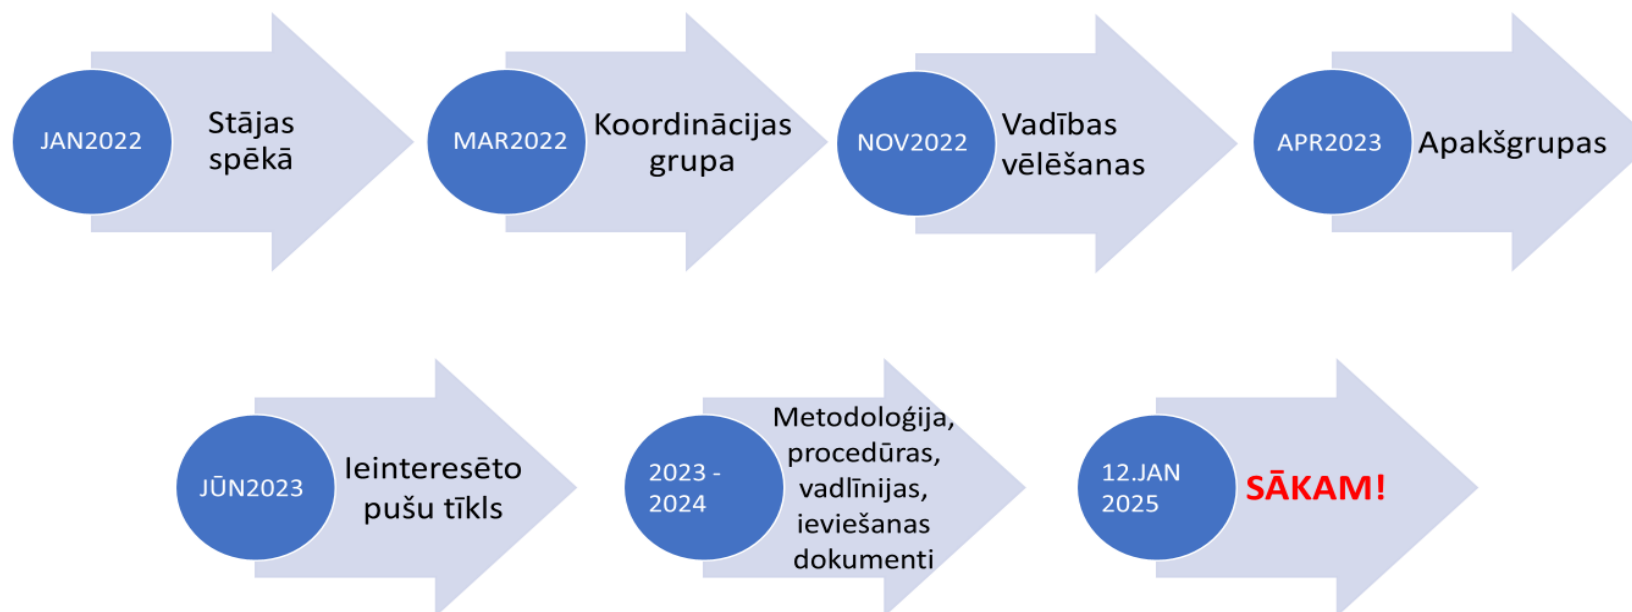 JAN2022
Stājas
spēkā
MAR2022
Koordinācijas
grupa
NOV2022
Vadības
vēlēšanas
APR2023
Apakšgrupas
JŪN2023
Ieinteresēto
pušu tīkls
2023 -
2024
Metodoloģija,
procedūras,
vadlīnijas,
ieviešanas
dokumenti
12.JAN
2025
SĀKAM!